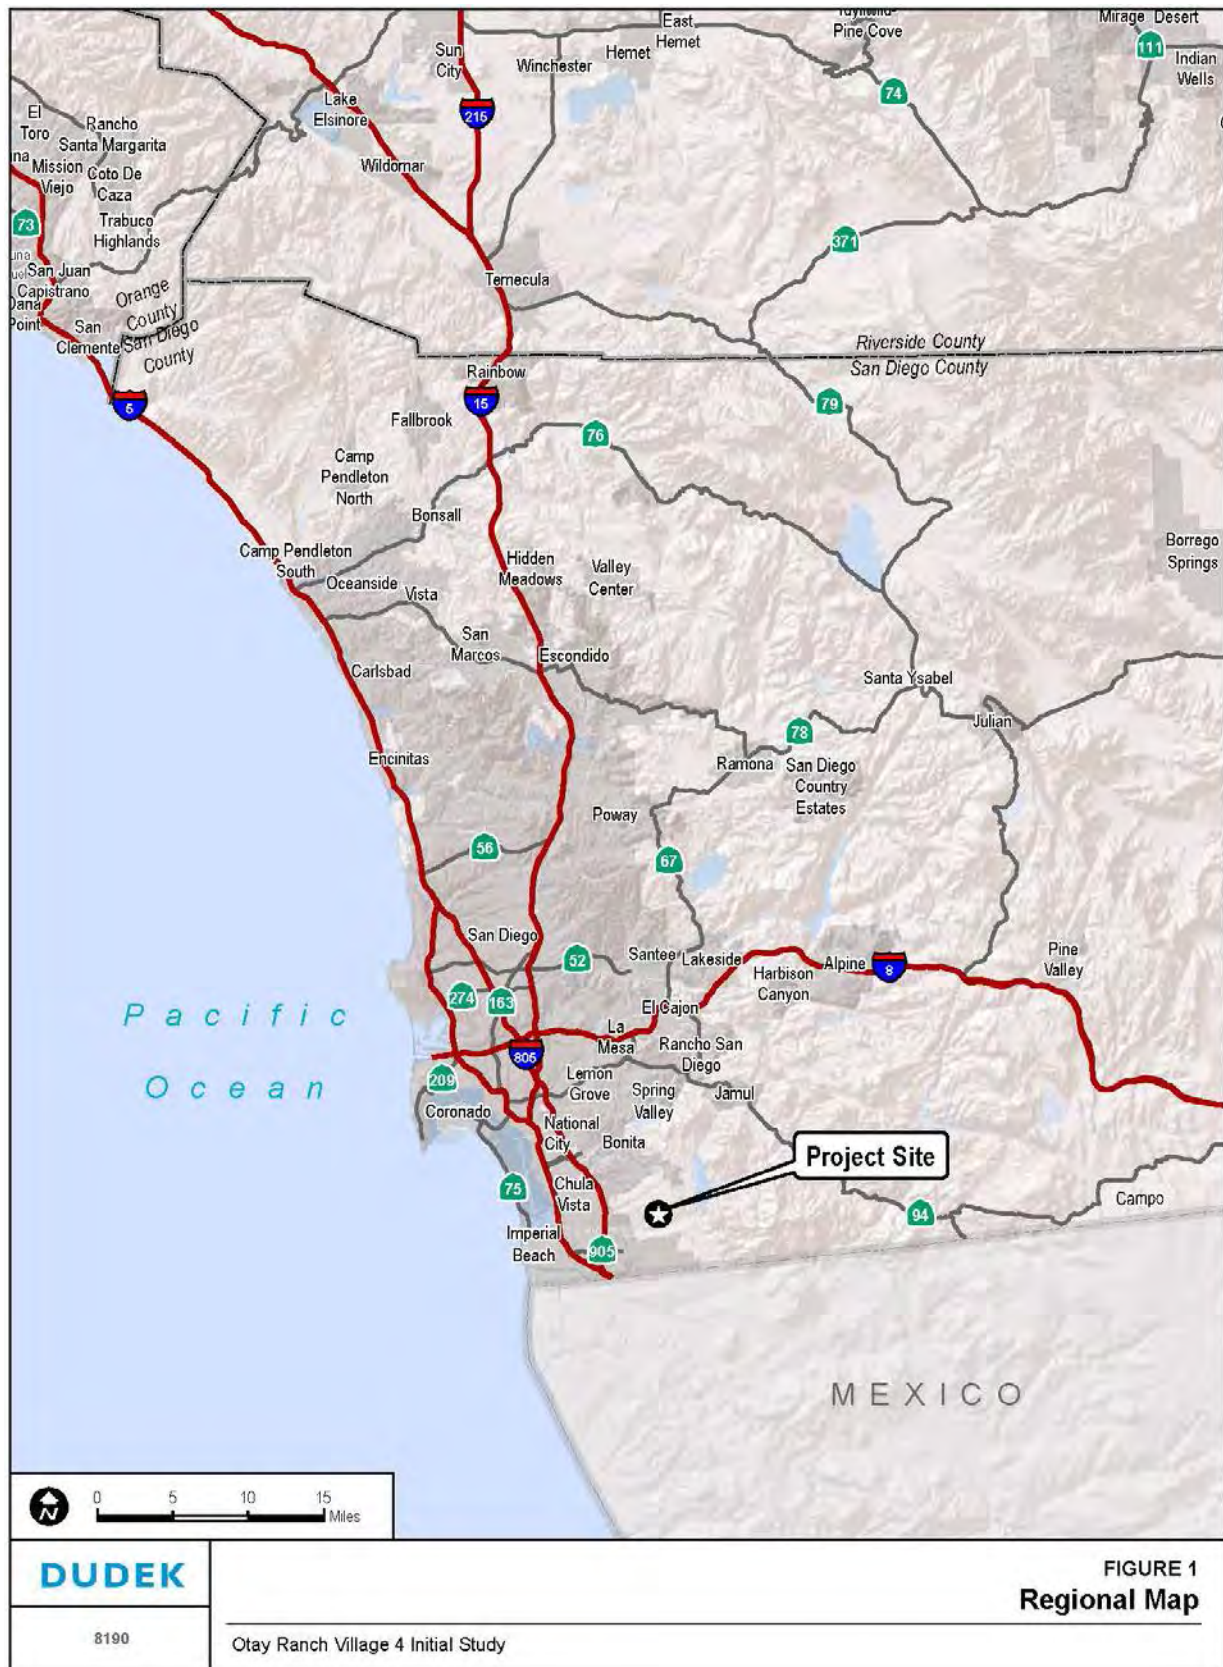 East
Hemet
Hemet
Pine Cove
Mirage
Desert
111
Indian
Wells
Sun
City
Winchester
74
215
Lake
Elsinore
El
Toro
Rancho
Santa Margarita
Mission
Viejo
Coto De
Caza
Wildomar
Trabuco
Highlands
73
371
San Juan
Capistrano
Orange
County
Dana
Point
San
Clemente
San Diego
County
Temecula
Riverside County
San Diego County
Rainbow
5
15
79
Fallbrook
76
Camp
Pendleton
North
Bonsall
Borrego
Springs
Camp Pendleton
South
Hidden
Meadows
Valley
Center
Oceanside
Vista
San
Marcos
Escondido
Carlsbad
Santa Ysabel
Julian
78
Encinitas
Ramona
San Diego
Country
Estates
Poway
56
67
San Diego
52
Santee
Lakeside
Alpine
8
Pine
Valley
Harbison
Canyon
274
163
El Cajon
Pacific
Ocean
La
Mesa
805
Rancho San
Diego
209
Lemon
Grove
Spring
Valley
Jamul
Coronado
National
City
Bonita
Project Site
75
Chula
Vista
Campo
94
Imperial
Beach
905
MEXICO
N
0 5 10 15
Miles
DUDEK
8190
FIGURE 1
Regional Map
Otay Ranch Village 4 Initial Study